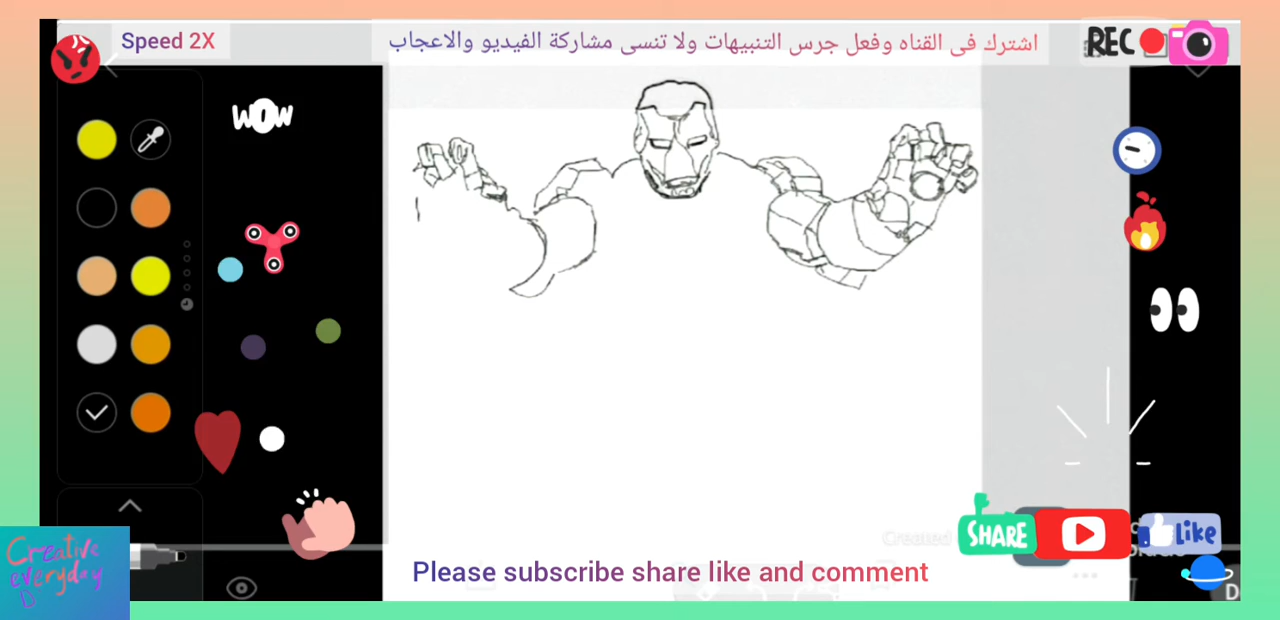 Speed 2X
اشترك فى القناه وفعل جرس التنبيهات ولا تنسى مشاركة الفيديو والاعجاب
REC
WOW
SHARE
Like
Created
Please subscribe share like and comment
Creative
everyday
D
D